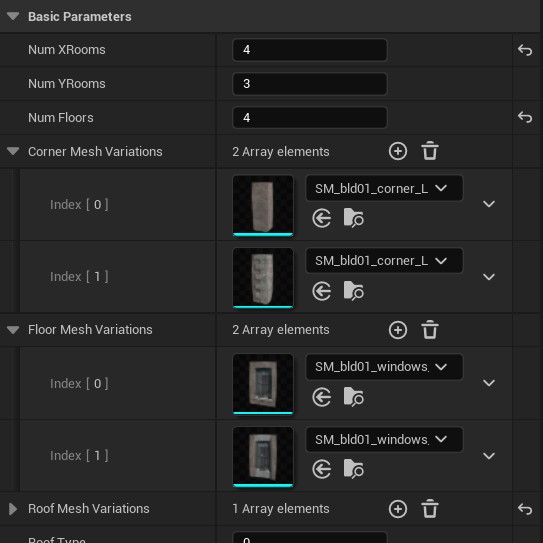 Basic Parameters
Num XRooms 4
Num YRooms 3
Num Floors 4
Corner Mesh Variations 2 Array elements
Index [ 0 ] SM_bld01_corner_L
Index [ 1 ] SM_bld01_corner_L
Floor Mesh Variations 2 Array elements
Index [ 0 ] SM_bld01_windows_
Index [ 1 ] SM_bld01_windows_
Roof Mesh Variations 1 Array elements
Roof Type 0